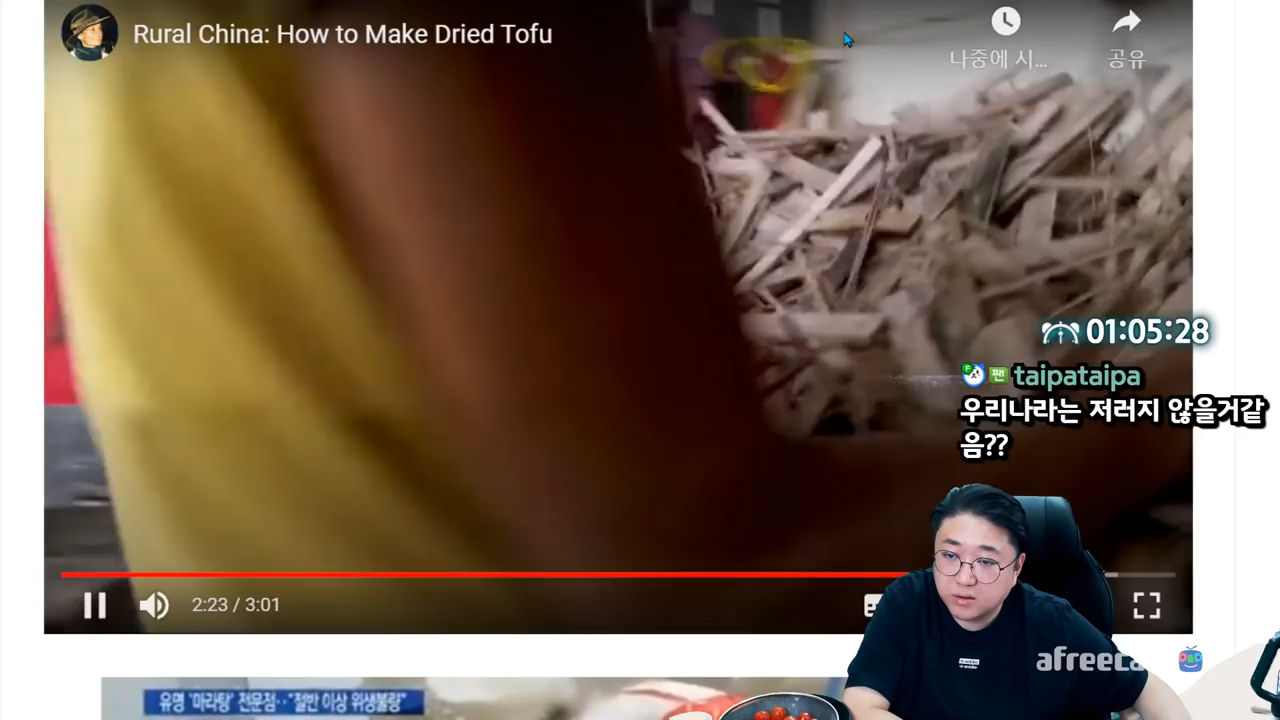 Rural China: How to Make Dried Tofu
나중에 시...
공유
01:05:28
팬 taipataipa
우리나라는 저러지 않을거같
음??
2:23 / 3:01
afreeca
유명 '마라탕' 전문점··"절반 이상 위생불량"